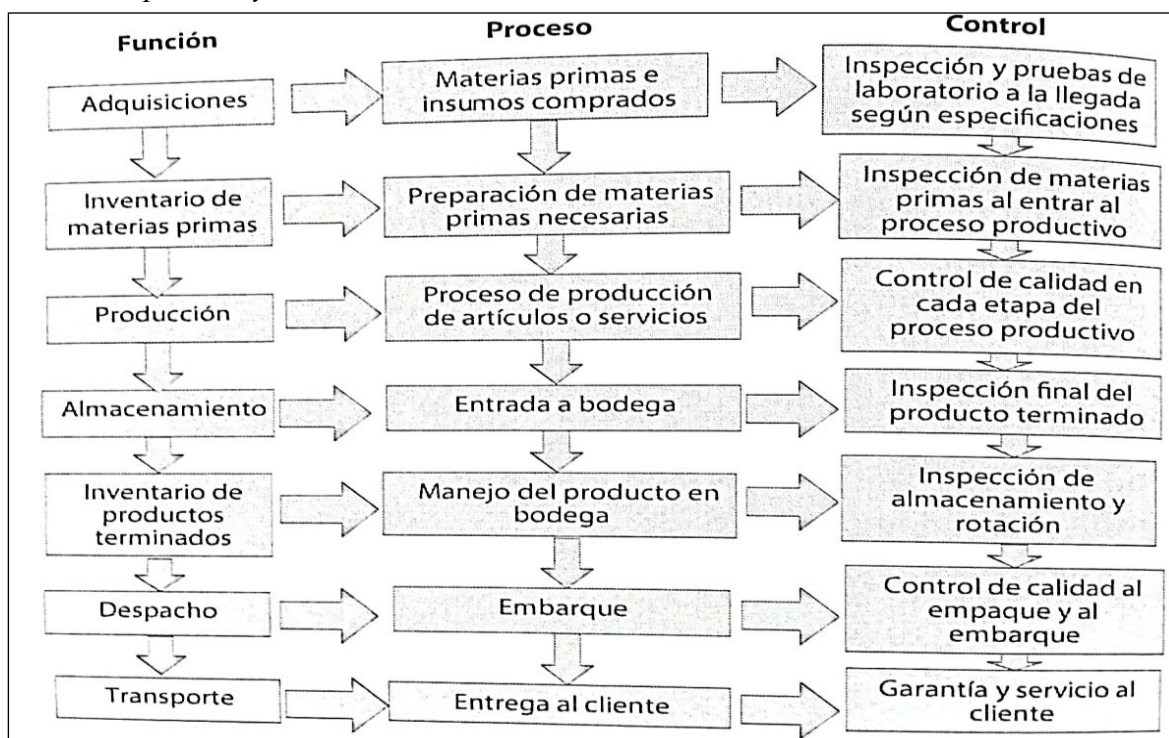 Función
Proceso
Control
Adquisiciones
Materias primas e
insumos comprados
Inspección y pruebas de
laboratorio a la llegada
según especificaciones
Inventario de
materias primas
Preparación de materias
primas necesarias
Inspección de materias
primas al entrar al
proceso productivo
Producción
Proceso de producción
de artículos o servicios
Control de calidad en
cada etapa del
proceso productivo
Almacenamiento
Entrada a bodega
Inspección final del
producto terminado
Inventario de
productos
terminados
Manejo del producto en
bodega
Inspección de
almacenamiento y
rotación
Despacho
Embarque
Control de calidad al
empaque y al
embarque
Transporte
Entrega al cliente
Garantía y servicio al
cliente